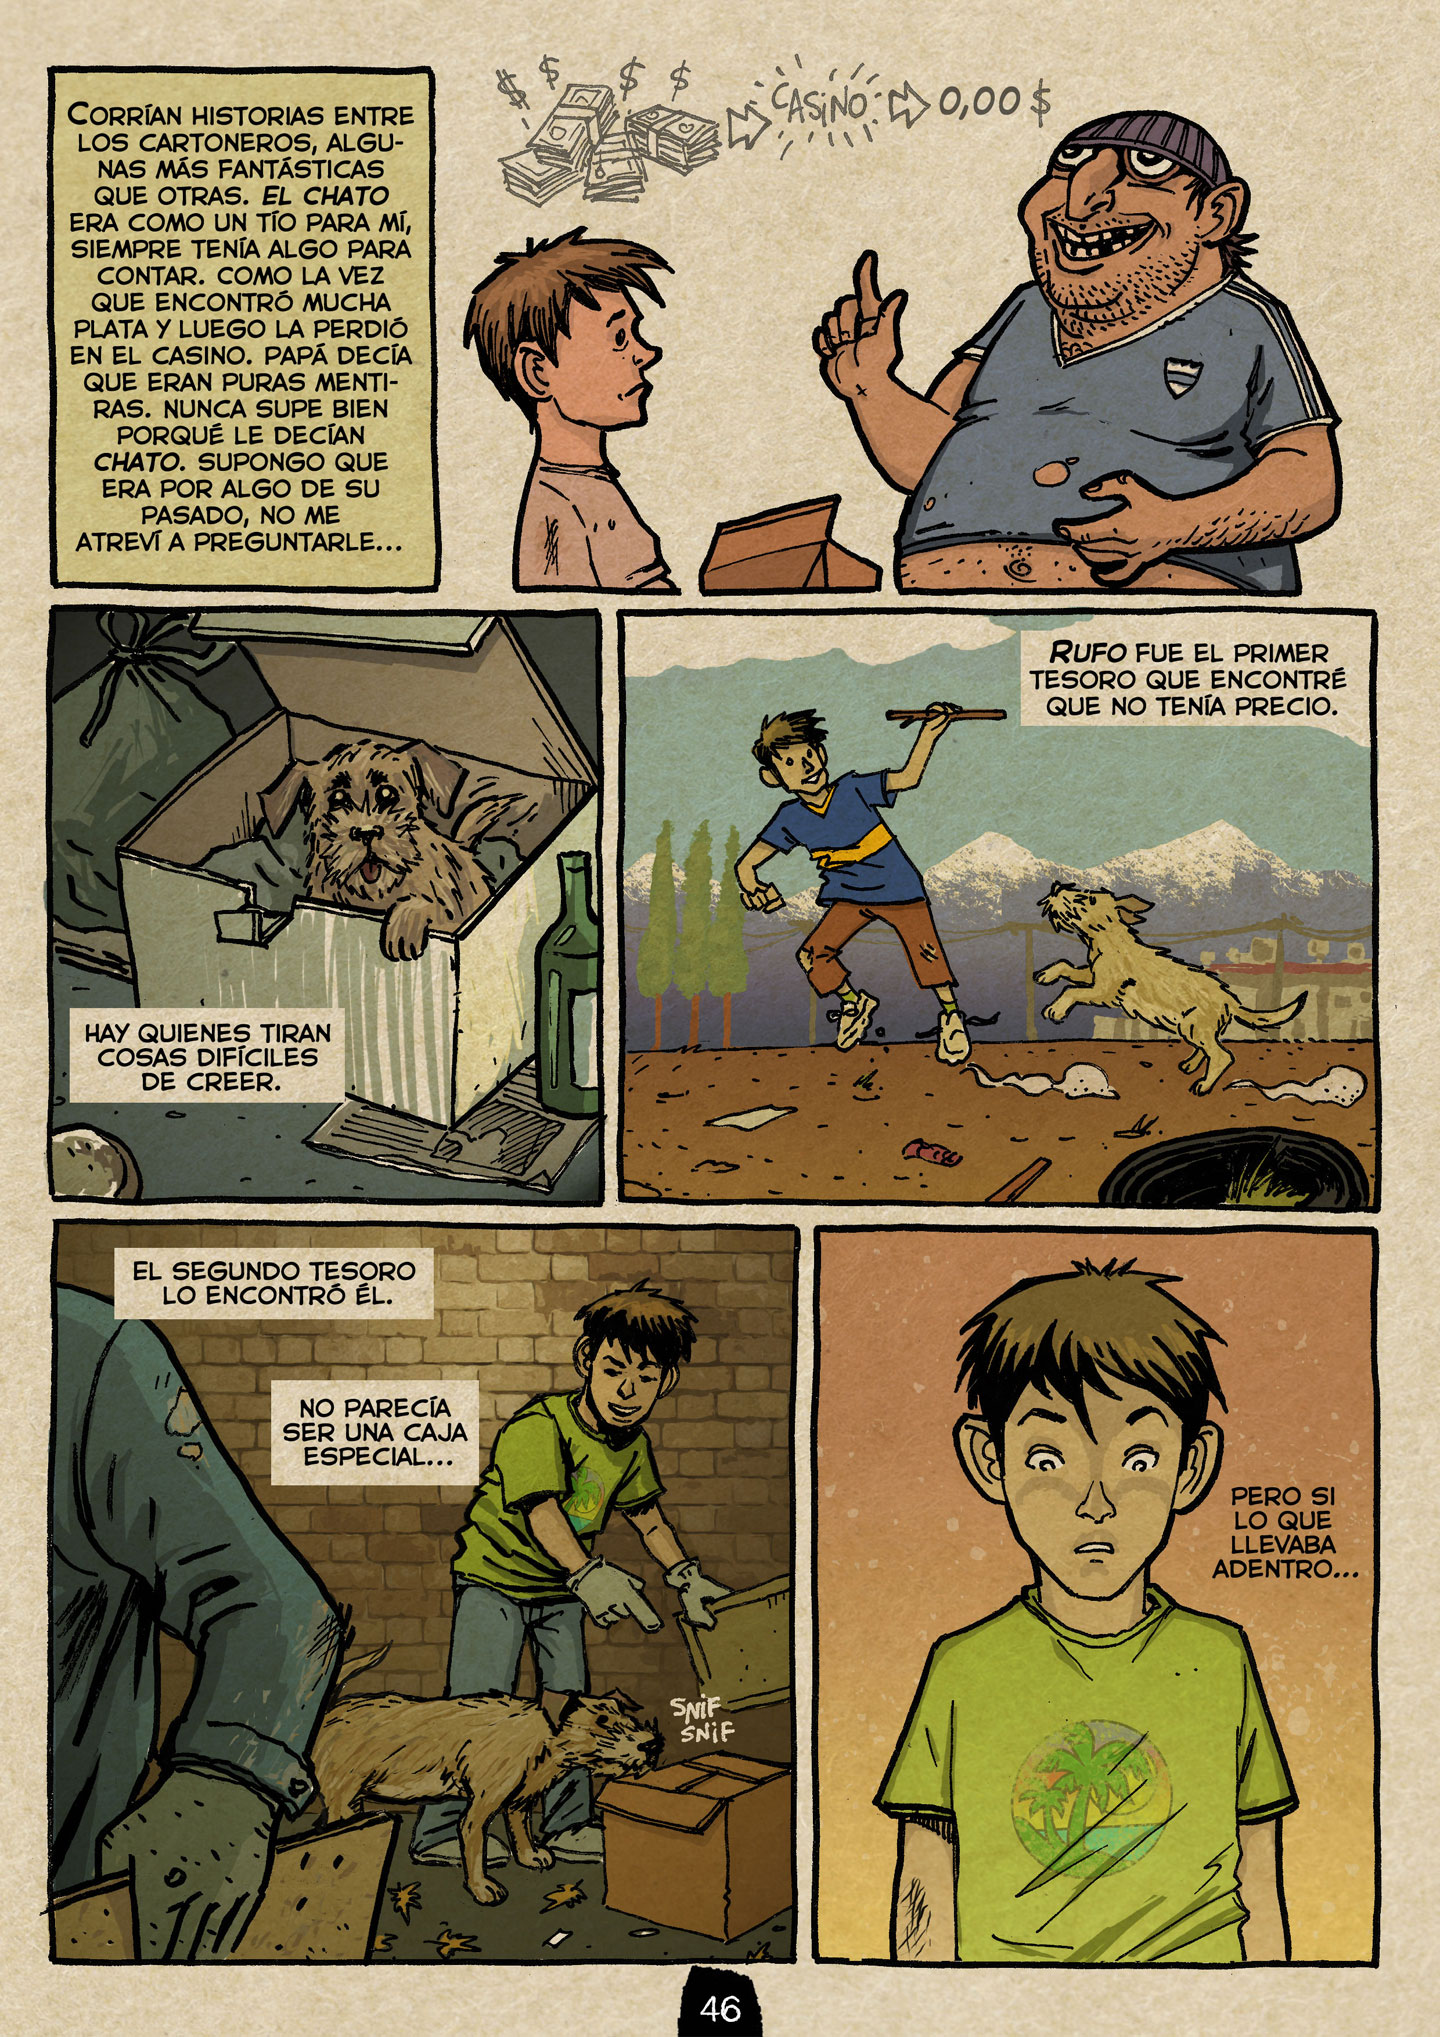 CORRÍAN HISTORIAS ENTRE
LOS CARTONEROS, ALGU-
NAS MÁS FANTÁSTICAS
QUE OTRAS. EL CHATO
ERA COMO UN TÍO PARA MÍ,
SIEMPRE TENÍA ALGO PARA
CONTAR. COMO LA VEZ
QUE ENCONTRÓ MUCHA
PLATA Y LUEGO LA PERDIÓ
EN EL CASINO. PAPÁ DECÍA
QUE ERAN PURAS MENTI-
RAS. NUNCA SUPE BIEN
PORQUÉ LE DECÍAN
CHATO. SUPONGO QUE
ERA POR ALGO DE SU
PASADO, NO ME
ATREVÍ A PREGUNTARLE...
$ $ $ $
CASINO
0,00 $
HAY QUIENES TIRAN
COSAS DIFÍCILES
DE CREER.
RUFO FUE EL PRIMER
TESORO QUE ENCONTRÉ
QUE NO TENÍA PRECIO.
EL SEGUNDO TESORO
LO ENCONTRÓ ÉL.
NO PARECÍA
SER UNA CAJA
ESPECIAL...
SNIF
SNIF
PERO SI
LO QUE
LLEVABA
ADENTRO...
46